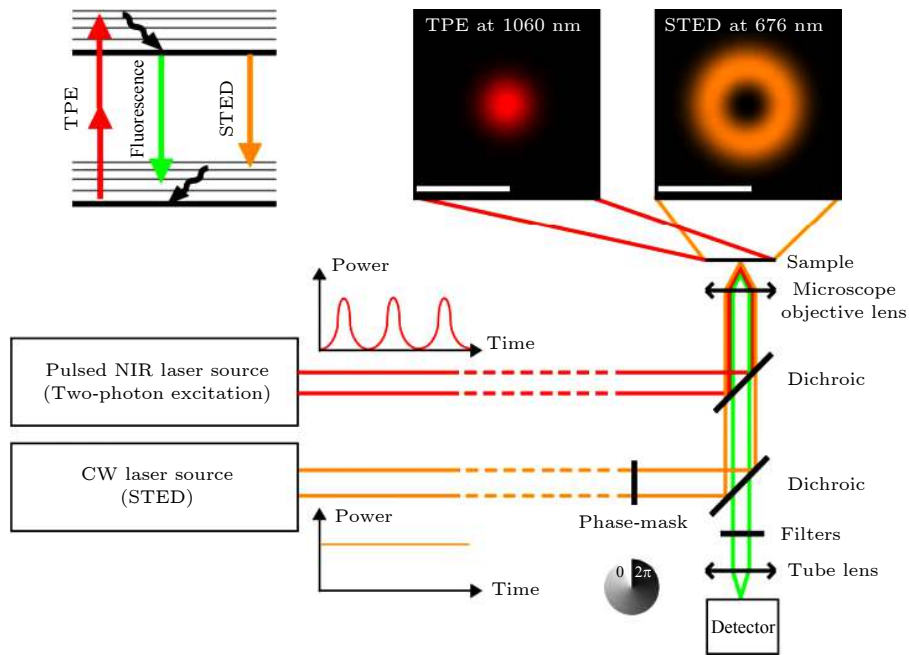 TPE
Fluorescence
STED
TPE at 1060 nm
STED at 676 nm
Sample
Microscope
objective lens
Power
Time
Pulsed NIR laser source
(Two-photon excitation)
Dichroic
CW laser source
(STED)
Phase-mask
Dichroic
Power
Time
Filters
0
2π
Tube lens
Detector